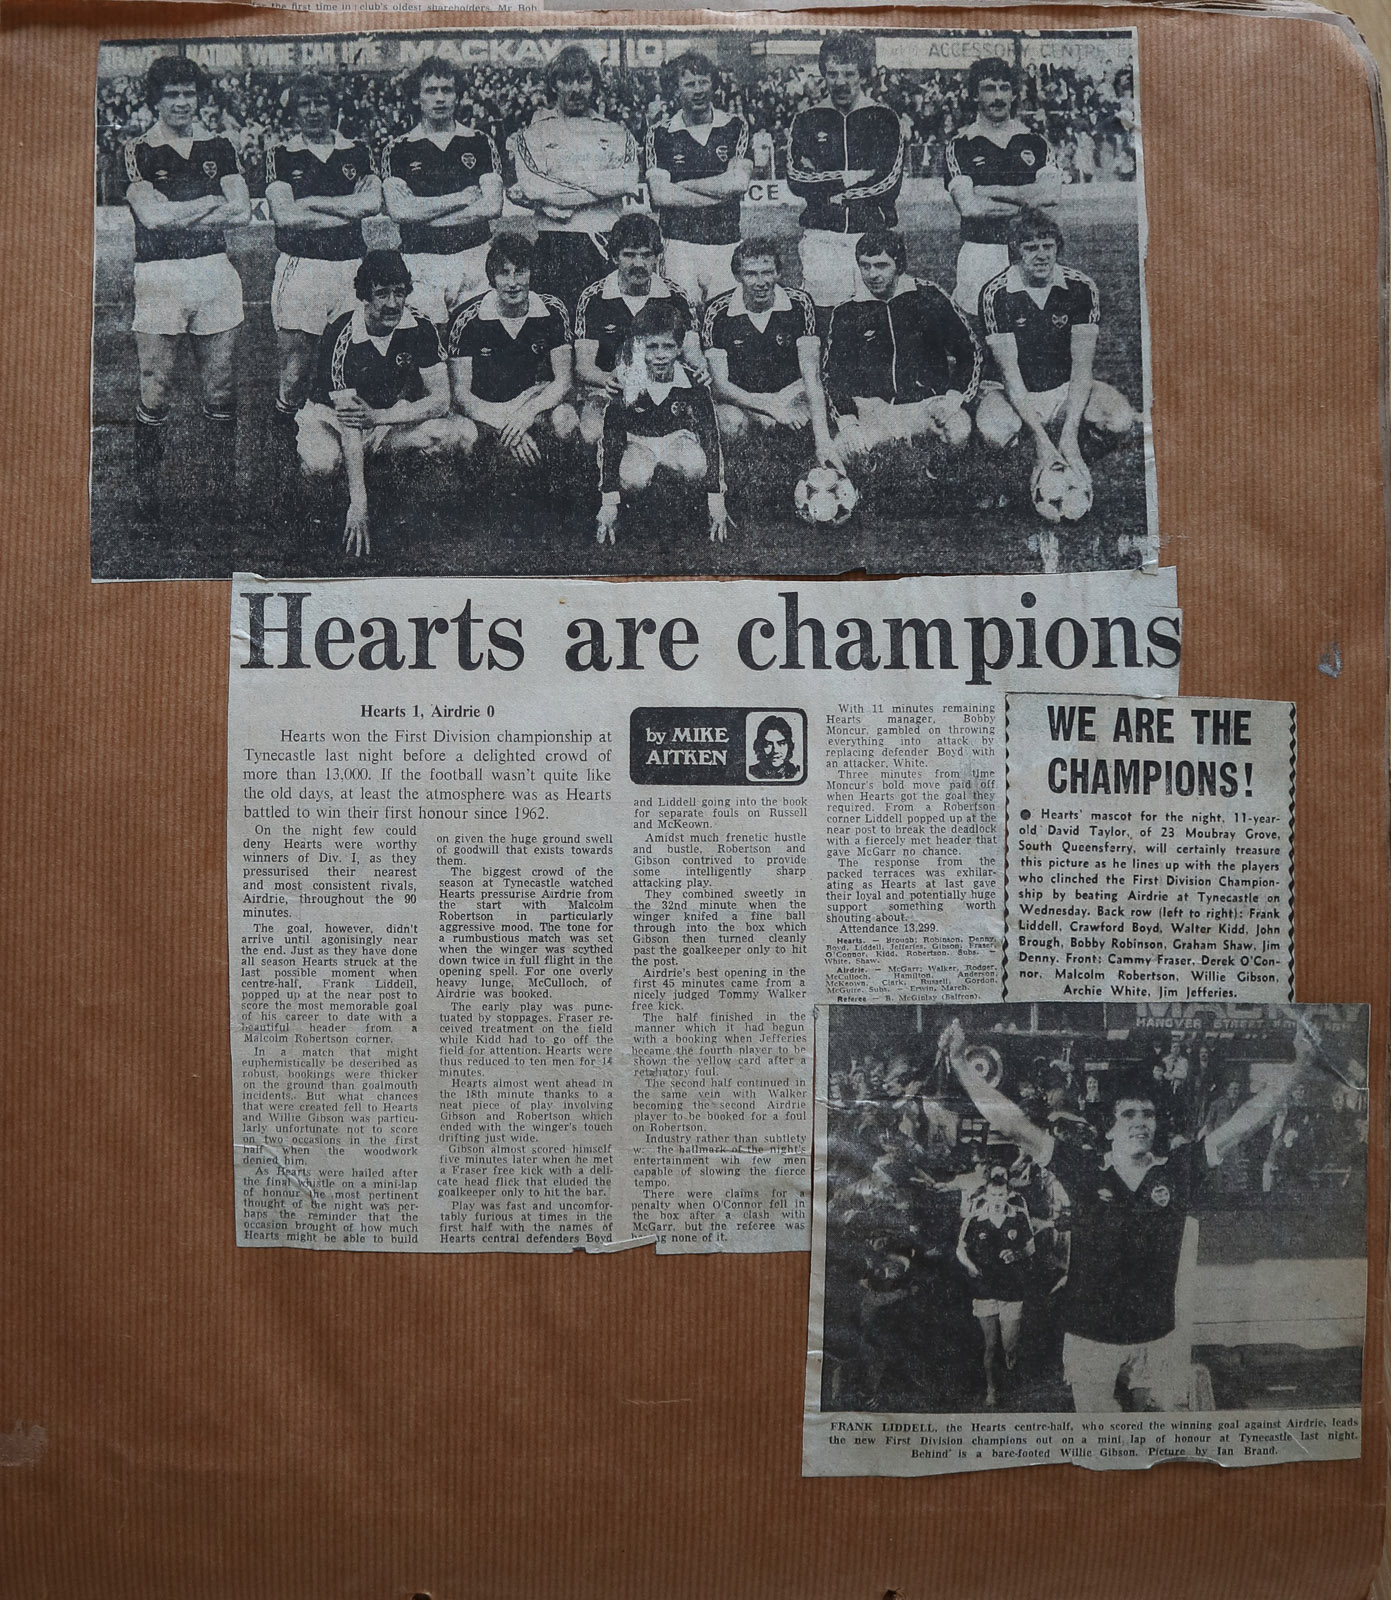 for the first time in
club's oldest shareholders, Mr Bob
NATION WIDE CAR HIRE
MACKAY
ACCESSORY CENTRE
CE
Hearts are champions
Hearts 1, Airdrie 0
Hearts won the First Division championship at
Tynecastle last night before a delighted crowd of
more than 13,000. If the football wasn't quite like
the old days, at least the atmosphere was as Hearts
battled to win their first honour since 1962.
On the night few could
deny Hearts were worthy
winners of Div. I, as they
pressurised their nearest
and most consistent rivals,
Airdrie, throughout the 90
minutes.
The goal, however, didn't
arrive until agonisingly near
the end. Just as they have done
all season Hearts struck at the
last possible moment when
centre-half, Frank Liddell,
popped up at the near post to
score the most memorable goal
of his career to date with a
beautiful header from a
Malcolm Robertson corner.
In a match that might
euphemistically be described as
robust, bookings were thicker
on the ground than goalmouth
incidents. But what chances
that were created fell to Hearts
and Willie Gibson was particu-
larly unfortunate not to score
on two occasions in the first
half when the woodwork
denied him.
As Hearts were hailed after
the final whistle on a mini-lap
of honour the most pertinent
thought of the night was per-
haps the reminder that the
occasion brought of how much
Hearts might be able to build
on given the huge ground swell
of goodwill that exists towards
them.
The biggest crowd of the
season at Tynecastle watched
Hearts pressurise Airdrie from
the start with Malcolm
Robertson in particularly
aggressive mood. The tone for
a rumbustious match was set
when the winger was scythed
down twice in full flight in the
opening spell. For one overly
heavy lunge, McCulloch, of
Airdrie was booked.
The early play was punc-
tuated by stoppages. Fraser re-
ceived treatment on the field
while Kidd had to go off the
field for attention. Hearts were
thus reduced to ten men for 14
minutes.
Hearts almost went ahead in
the 18th minute thanks to a
neat piece of play involving
Gibson and Robertson which
ended with the winger's touch
drifting just wide.
Gibson almost scored himself
five minutes later when he met
a Fraser free kick with a deli-
cate head flick that eluded the
goalkeeper only to hit the bar.
Play was fast and uncomfor-
tably furious at times in the
first half with the names of
Hearts central defenders Boyd
by MIKE
AITKEN
and Liddell going into the book
for separate fouls on Russell
and McKeown.
Amidst much frenetic hustle
and bustle, Robertson and
Gibson contrived to provide
some intelligently sharp
attacking play.
They combined sweetly in
the 32nd minute when the
winger knifed a fine ball
through into the box which
Gibson then turned cleanly
past the goalkeeper only to hit
the post.
Airdrie's best opening in the
first 45 minutes came from a
nicely judged Tommy Walker
free kick.
The half finished in the
manner which it had begun
with a booking when Jefferies
became the fourth player to be
shown the yellow card after a
retaliatory foul.
The second half continued in
the same vein with Walker
becoming the second Airdrie
player to be booked for a foul
on Robertson.
Industry rather than subtlety
w the hallmark of the night's
entertainment wih few men
capable of slowing the fierce
tempo.
There were claims for a
penalty when O'Connor fell in
the box after a clash with
McGarr, but the referee was
none of it.
With 11 minutes remaining
Hearts manager, Bobby
Moncur, gambled on throwing
everything into attack by
replacing defender Boyd with
an attacker, White.
Three minutes from time
Moncur's bold move paid off
when Hearts got the goal they
required. From a Robertson
corner Liddell popped up at the
near post to break the deadlock
with a fiercely met header that
gave McGarr no chance.
The response from the
packed terraces was exhilar-
ating as Hearts at last gave
their loyal and potentially huge
support something worth
shouting about.
Attendance 13,299.
Hearts. — Brough; Robinson, Denny,
Boyd, Liddell, Jefferies, Gibson, Fraser,
O'Connor, Kidd, Robertson. Subs. —
White, Shaw.
Airdrie. — McGarr; Walker, Rodger,
McCulloch, Hamilton, Anderson,
McKeown, Clark, Russell, Gordon,
McGuire. Subs. — Erwin, March.
Referee — B. McGinlay (Balfron).
WE ARE THE
CHAMPIONS!
● Hearts' mascot for the night, 11-year-
old David Taylor, of 23 Moubray Grove,
South Queensferry, will certainly treasure
this picture as he lines up with the players
who clinched the First Division Champion-
ship by beating Airdrie at Tynecastle on
Wednesday. Back row (left to right): Frank
Liddell, Crawford Boyd, Walter Kidd, John
Brough, Bobby Robinson, Graham Shaw, Jim
Denny. Front: Cammy Fraser, Derek O'Con-
nor, Malcolm Robertson, Willie Gibson,
Archie White, Jim Jefferies.
HANOVER STREET
FRANK LIDDELL, the Hearts centre-half, who scored the winning goal against Airdrie, leads
the new First Division champions out on a mini lap of honour at Tynecastle last night.
Behind is a bare-footed Willie Gibson. Picture by Ian Brand.